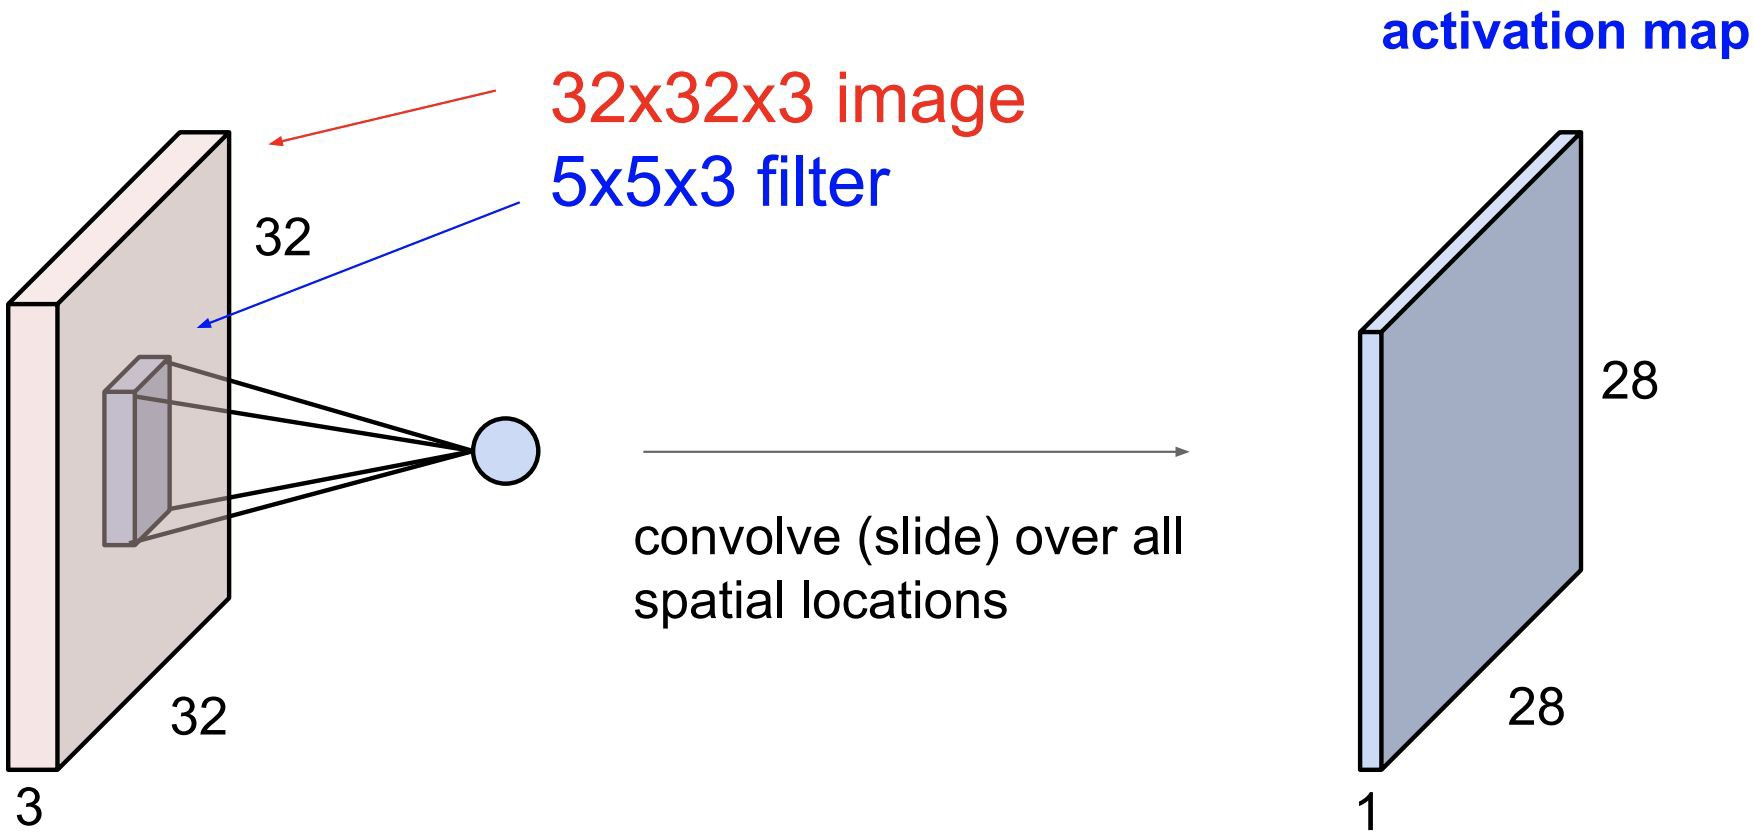 activation map
32x32x3 image
5x5x3 filter
32
28
convolve (slide) over all
spatial locations
32
28
3
1